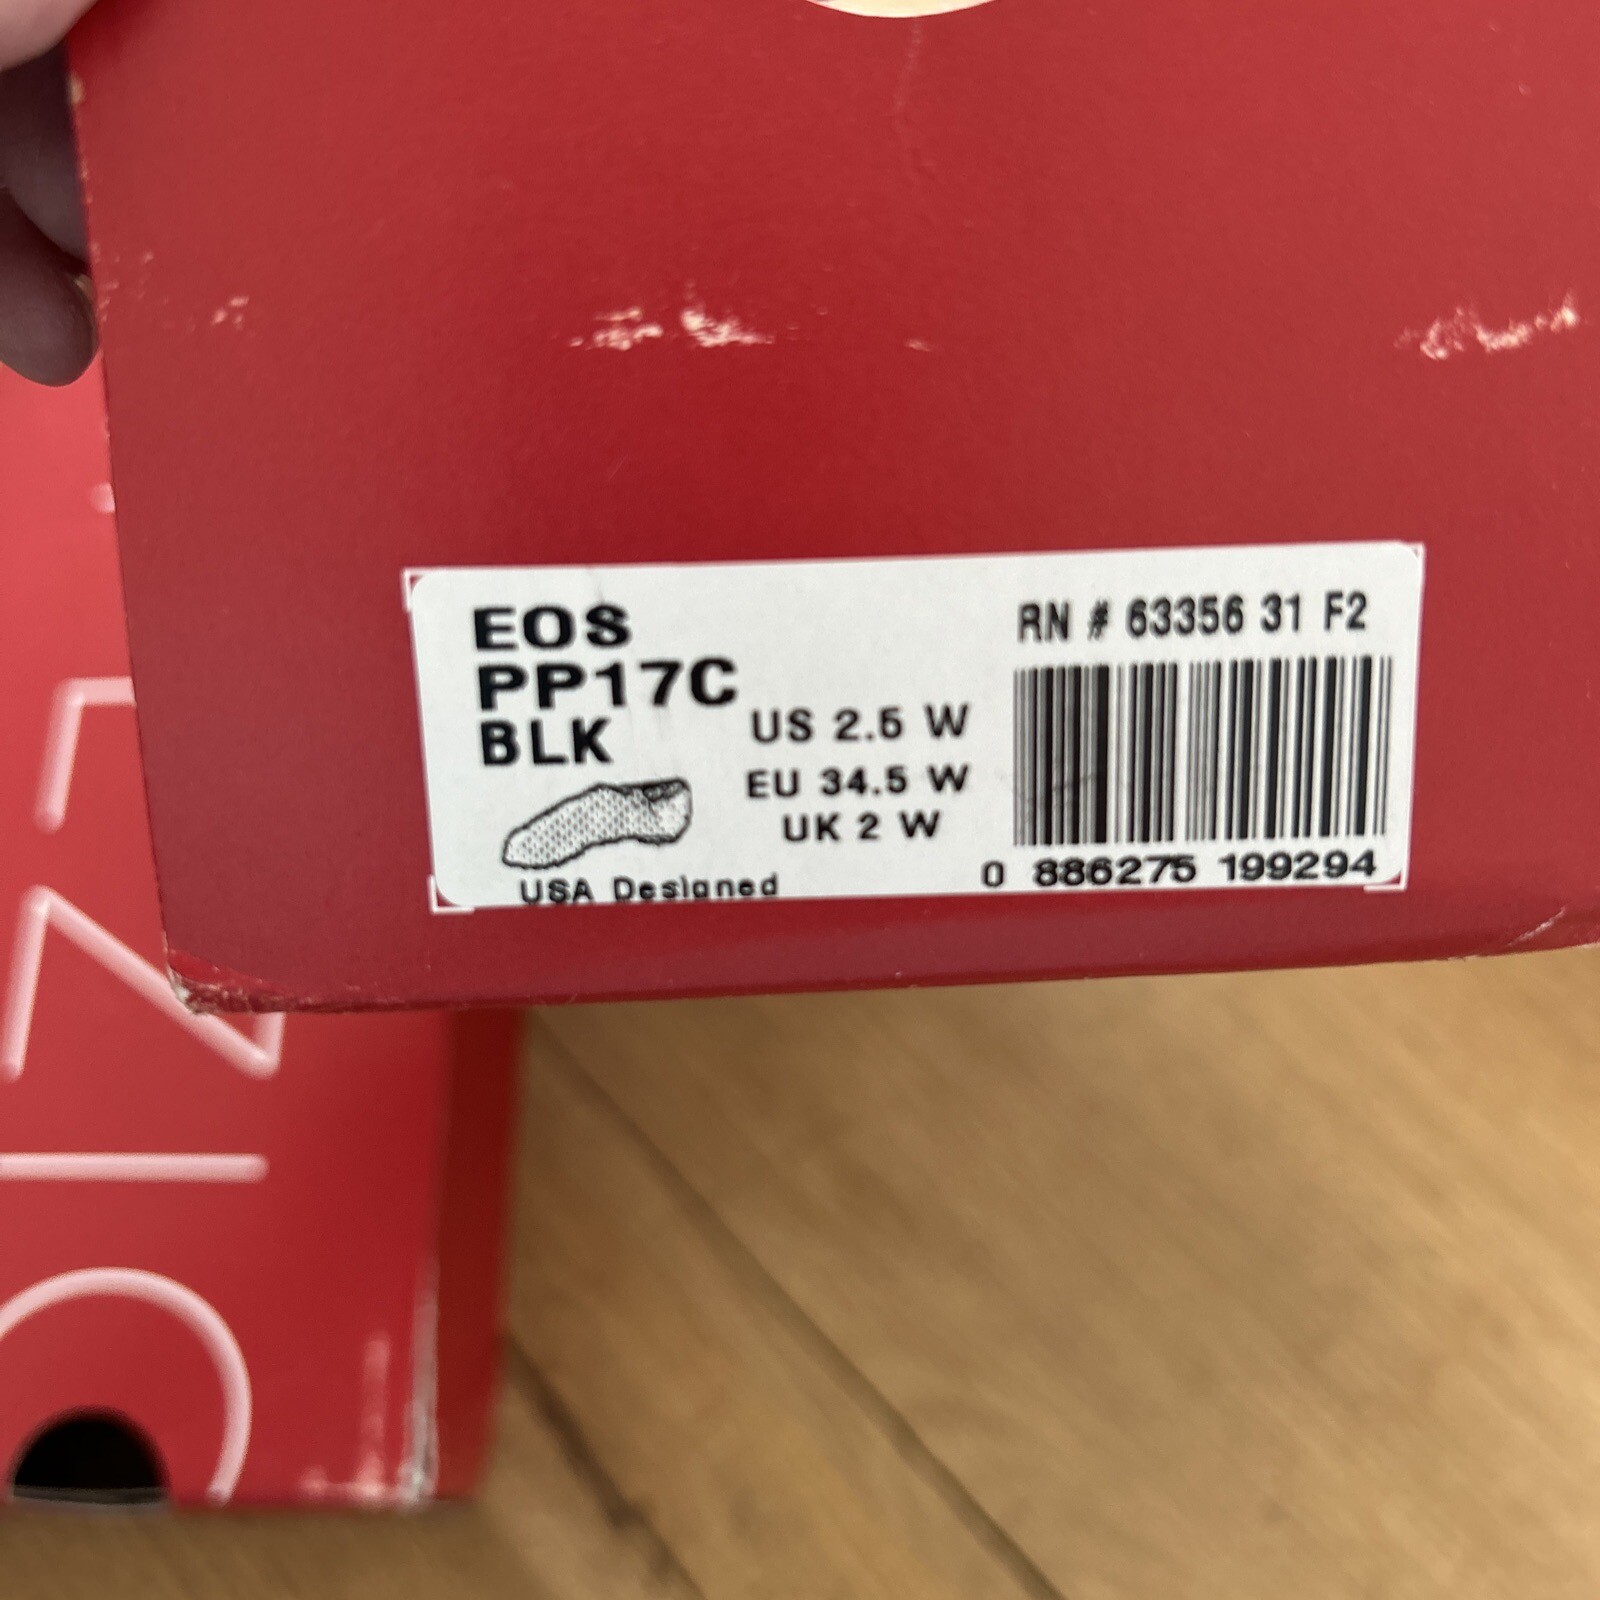 EOS
PP17C
BLK
US 2.5 W
EU 34.5 W
UK 2 W
USA Designed
RN # 63356 31 F2
0 886275 199294